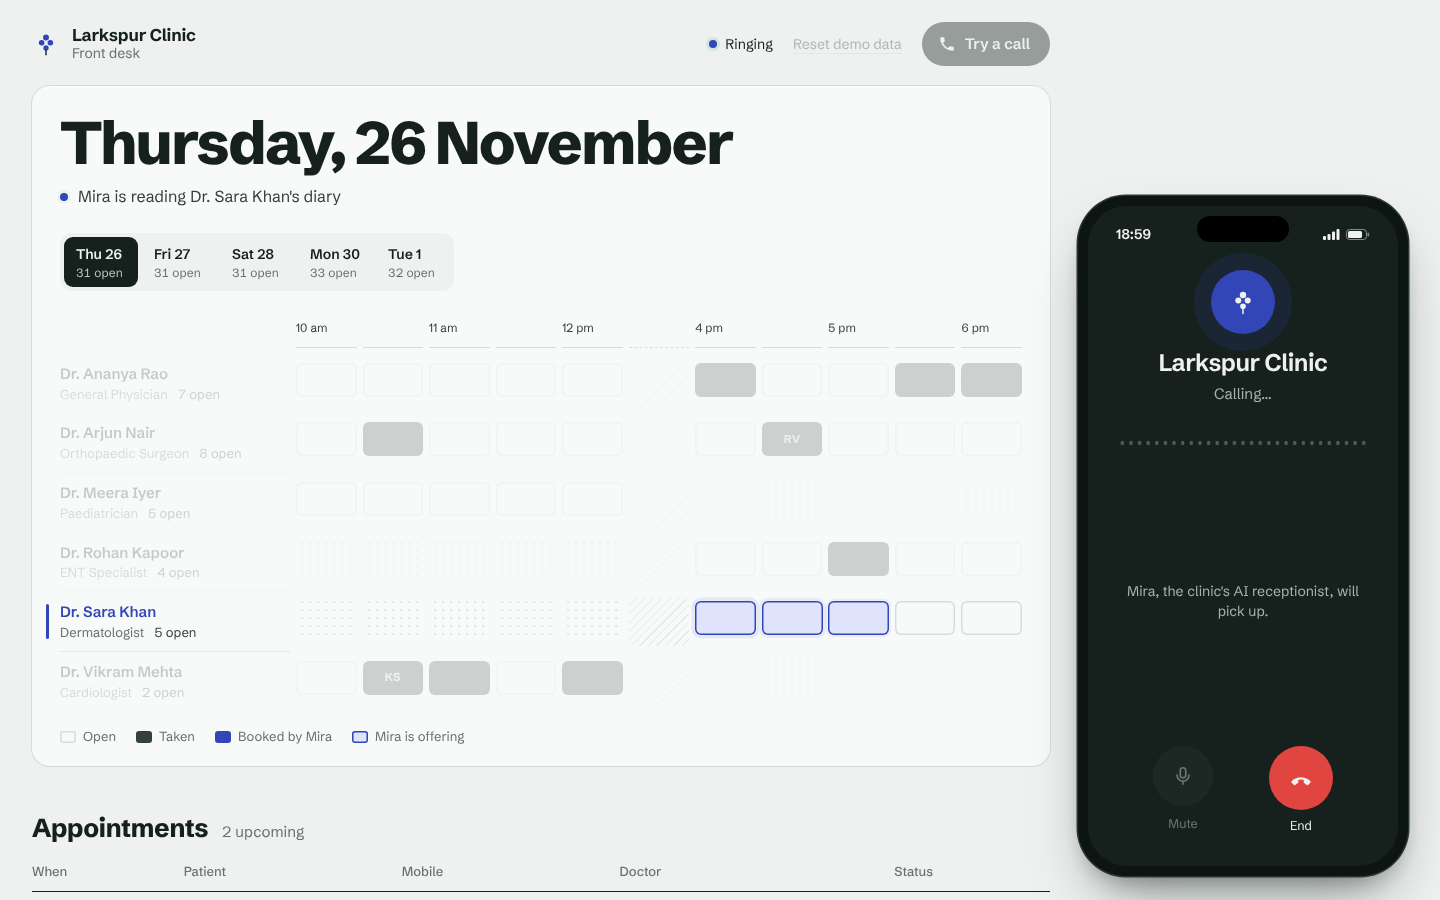 Larkspur Clinic
Front desk
Ringing
Reset demo data
Try a call
Thursday, 26 November
Mira is reading Dr. Sara Khan's diary
Thu 26
31 open
Fri 27
31 open
Sat 28
31 open
Mon 30
33 open
Tue 1
32 open
10 am 11 am 12 pm 4 pm 5 pm 6 pm
Dr. Ananya Rao
General Physician 7 open
Dr. Arjun Nair
Orthopaedic Surgeon 8 open
RV
Dr. Meera Iyer
Paediatrician 5 open
Dr. Rohan Kapoor
ENT Specialist 4 open
Dr. Sara Khan
Dermatologist 5 open
Dr. Vikram Mehta
Cardiologist 2 open
KS
Open Taken Booked by Mira Mira is offering
Appointments 2 upcoming
When Patient Mobile Doctor Status
18:59
Larkspur Clinic
Calling...
Mira, the clinic's AI receptionist, will
pick up.
Mute
End